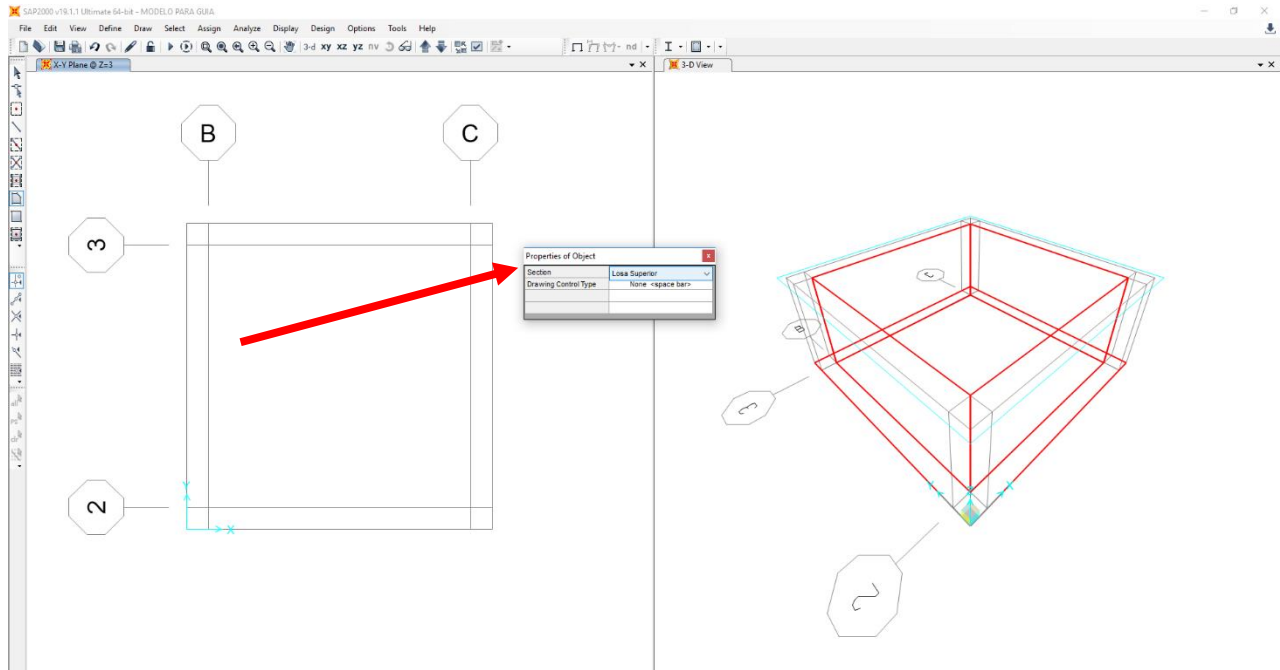 SAP2000 v19.1.1 Ultimate 64-bit - MODELO PARA GUIA
File Edit View Define Draw Select Assign Analyze Display Design Options Tools Help
3-d xy xz yz nv nd
X-Y Plane @ Z=3
3-D View
B
C
3
2
Y
X
Properties of Object
Section Losa Superior
Drawing Control Type None <space bar>
C
B
3
Y
X
2